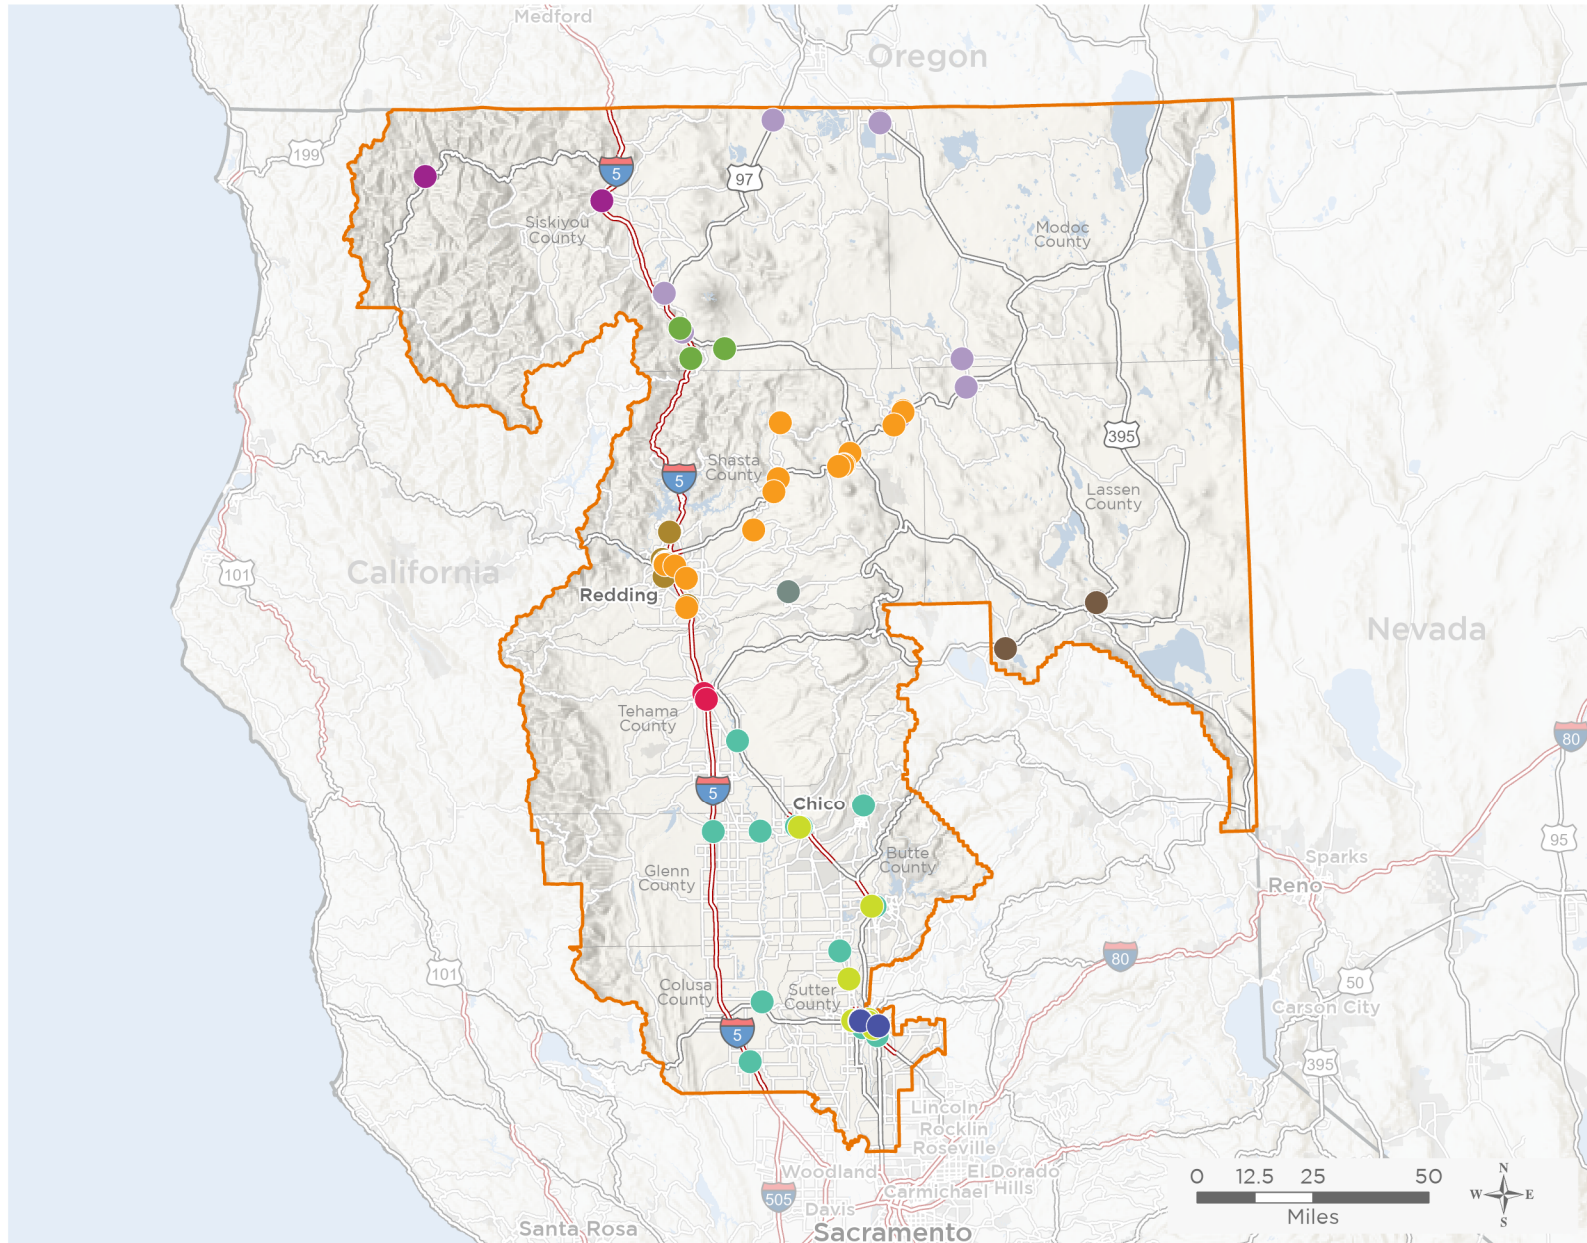 Medford
Oregon
199
5
97
Siskiyou
County
Modoc
County
395
Shasta
County
5
Lassen
County
101
California
Redding
Nevada
Tehama
County
80
5
Chico
95
Butte
County
Sparks
Glenn
County
Reno
80
101
50
Colusa
County
Sutter
County
Carson City
5
395
Lincoln
Rocklin
Roseville
Woodland
El Dorado
Hills
Carmichael
505
Davis
Santa Rosa
Sacramento
0 12.5 25 50
Miles
N
W E
S